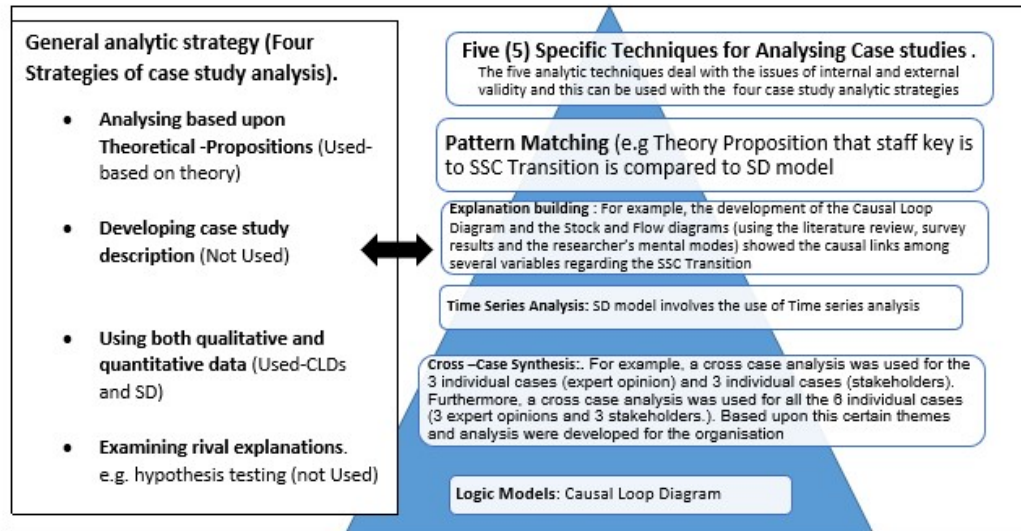 General analytic strategy (Four
Strategies of case study analysis).
• Analysing based upon
Theoretical -Propositions (Used-
based on theory)
• Developing case study
description (Not Used)
• Using both qualitative and
quantitative data (Used-CLDs
and SD)
• Examining rival explanations.
e.g. hypothesis testing (not Used)
Five (5) Specific Techniques for Analysing Case studies .
The five analytic techniques deal with the issues of internal and external
validity and this can be used with the four case study analytic strategies
Pattern Matching (e.g Theory Proposition that staff key is
to SSC Transition is compared to SD model
Explanation building : For example, the development of the Causal Loop
Diagram and the Stock and Flow diagrams (using the literature review, survey
results and the researcher's mental modes) showed the causal links among
several variables regarding the SSC Transition
Time Series Analysis: SD model involves the use of Time series analysis
Cross –Case Synthesis:. For example, a cross case analysis was used for the
3 individual cases (expert opinion) and 3 individual cases (stakeholders).
Furthermore, a cross case analysis was used for all the 6 individual cases
(3 expert opinions and 3 stakeholders.). Based upon this certain themes
and analysis were developed for the organisation
Logic Models: Causal Loop Diagram